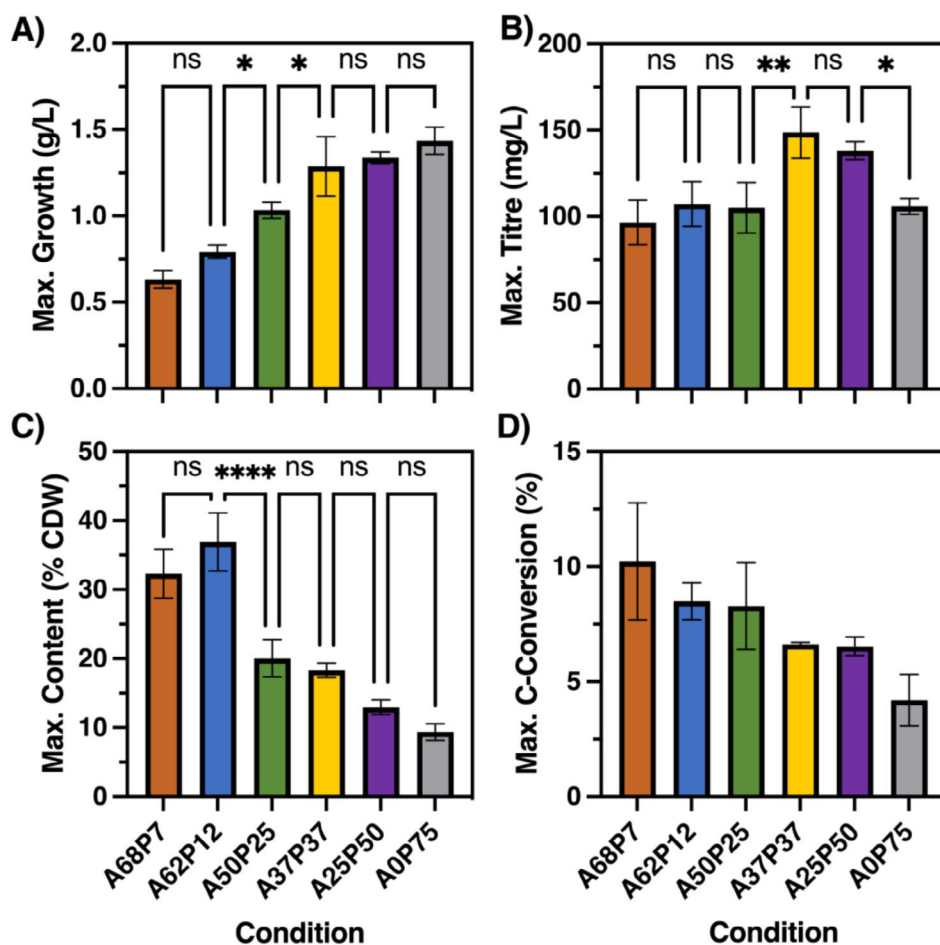 A)
Max. Growth (g/L)
2.0
1.5
1.0
0.5
0.0
ns
*
*
ns
ns
B)
Max. Titre (mg/L)
200
150
100
50
0
ns
ns
**
ns
*
C)
Max. Content (% CDW)
50
40
30
20
10
0
ns
****
ns
ns
ns
A68P7
A62P12
A50P25
A37P37
A25P50
A0P75
Condition
D)
Max. C-Conversion (%)
15
10
5
0
A68P7
A62P12
A50P25
A37P37
A25P50
A0P75
Condition